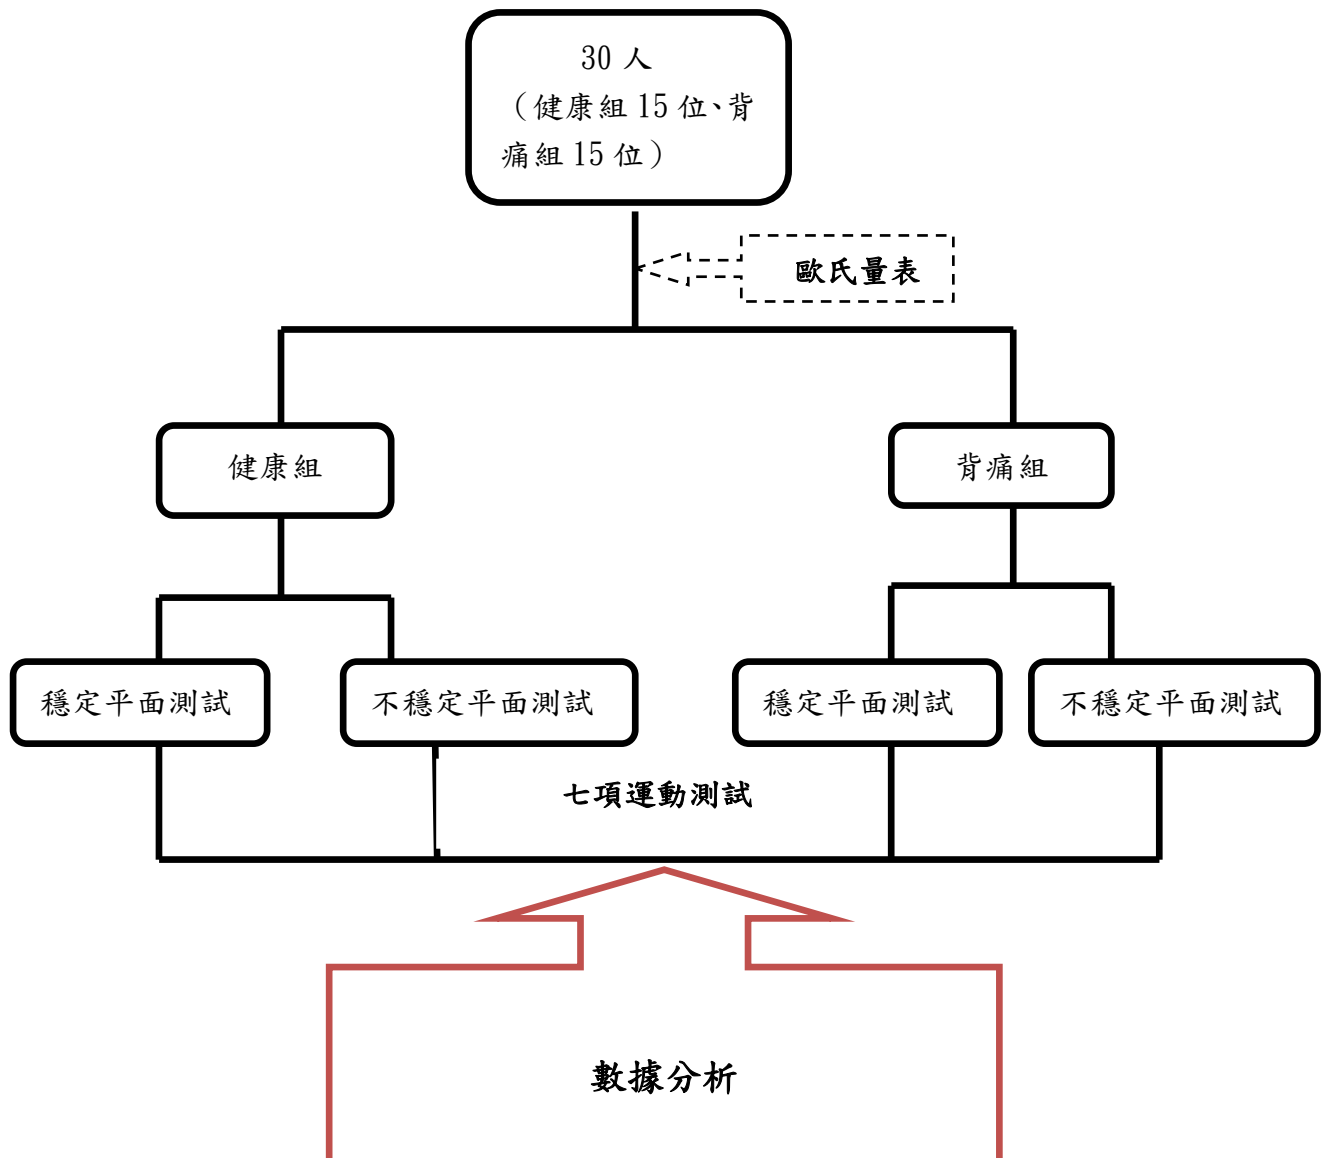 30 人
（健康組 15 位、背
痛組 15 位）
歐氏量表
健康組
背痛組
穩定平面測試
不穩定平面測試
穩定平面測試
不穩定平面測試
七項運動測試
數據分析